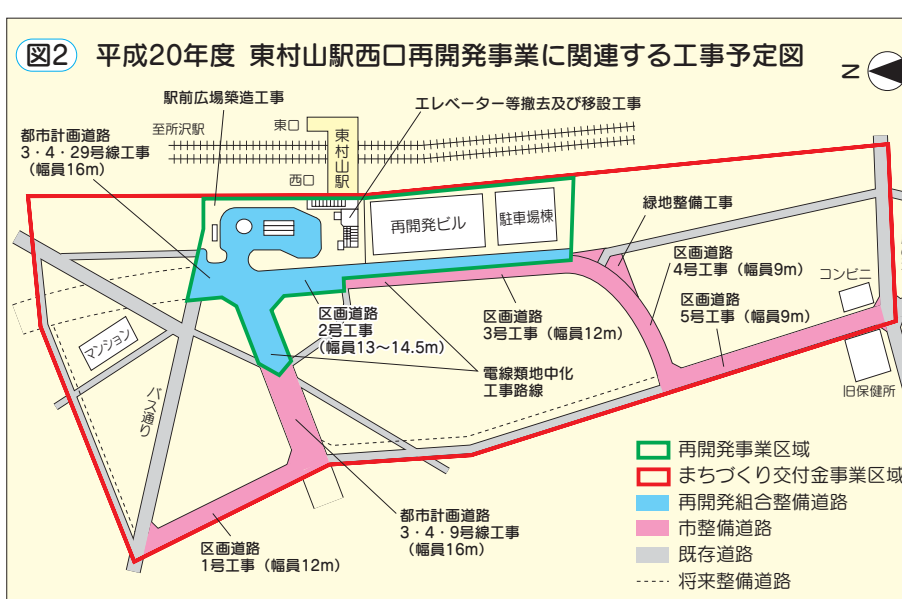 図2 平成20年度 東村山駅西口再開発事業に関連する工事予定図
N
駅前広場築造工事
エレベーター等撤去及び移設工事
至所沢駅
東口
東村山駅
西口
都市計画道路
3・4・29号線工事
(幅員16m)
再開発ビル
駐車場棟
緑地整備工事
区画道路
4号工事(幅員9m)
コンビニ
区画道路
5号工事(幅員9m)
区画道路
2号工事
(幅員13〜14.5m)
区画道路
3号工事(幅員12m)
マンション
電線類地中化
工事路線
旧保健所
バス通り
都市計画道路
3・4・9号線工事
(幅員16m)
区画道路
1号工事(幅員12m)
再開発事業区域
まちづくり交付金事業区域
再開発組合整備道路
市整備道路
既存道路
将来整備道路